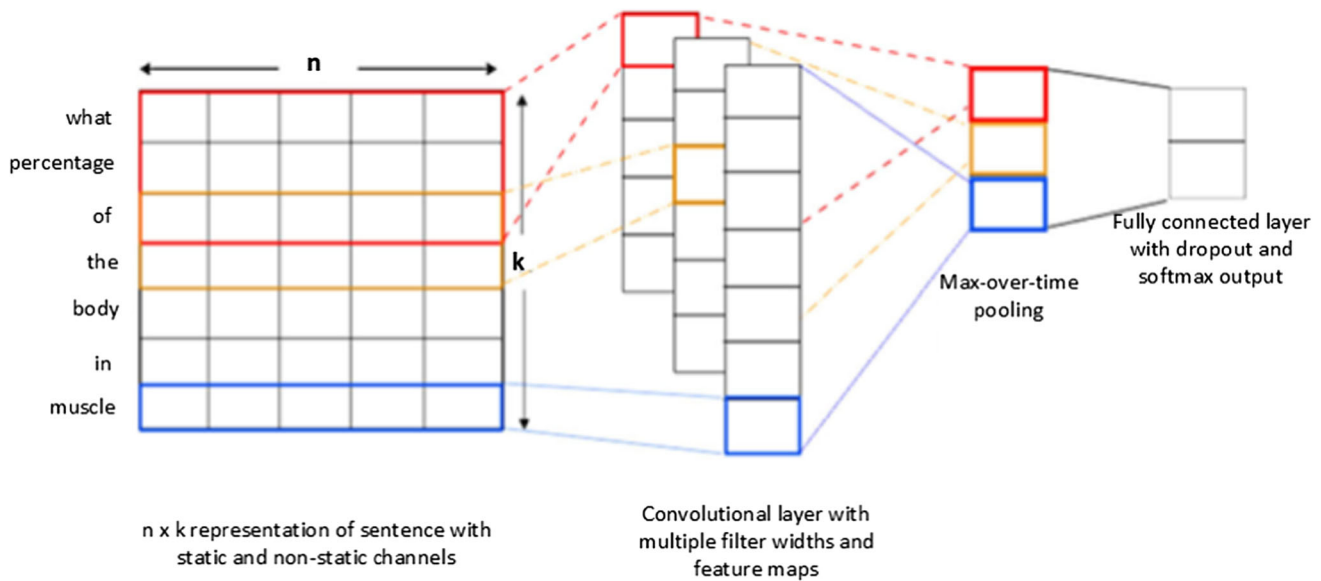 n
what
percentage
of
the
body
in
muscle
k
n x k representation of sentence with
static and non-static channels
Convolutional layer with
multiple filter widths and
feature maps
Max-over-time
pooling
Fully connected layer
with dropout and
softmax output